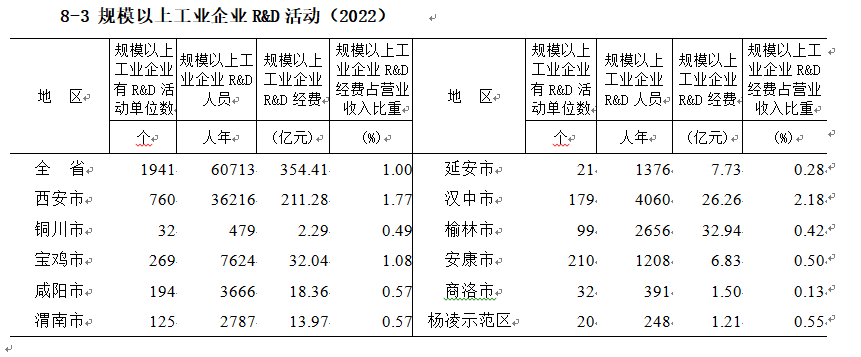 8-3 规模以上工业企业 R&D 活动（2022）
地 区 规模以上工业企业有 R&D 活动单位数 规模以上工业企业 R&D 人员 规模以上工业企业 R&D 经费 规模以上工业企业 R&D 经费占营业收入比重 地 区 规模以上工业企业有 R&D 活动单位数 规模以上工业企业 R&D 人员 规模以上工业企业 R&D 经费 规模以上工业企业 R&D 经费占营业收入比重
个 人年 (亿元) (%) 个 人年 (亿元) (%)
全 省 1941 60713 354.41 1.00 延安市 21 1376 7.73 0.28
西安市 760 36216 211.28 1.77 汉中市 179 4060 26.26 2.18
铜川市 32 479 2.29 0.49 榆林市 99 2656 32.94 0.42
宝鸡市 269 7624 32.04 1.08 安康市 210 1208 6.83 0.50
咸阳市 194 3666 18.36 0.57 商洛市 32 391 1.50 0.13
渭南市 125 2787 13.97 0.57 杨凌示范区 20 248 1.21 0.55